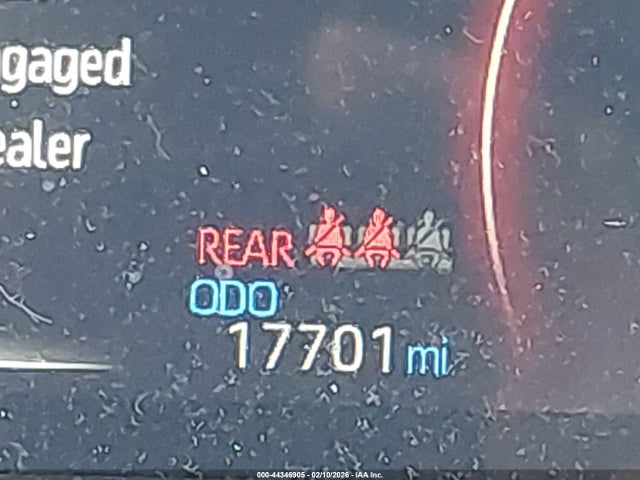 gaged
ealer
REAR
ODO
17701 mi
000-44346905 - 02/10/2026 - IAA Inc.